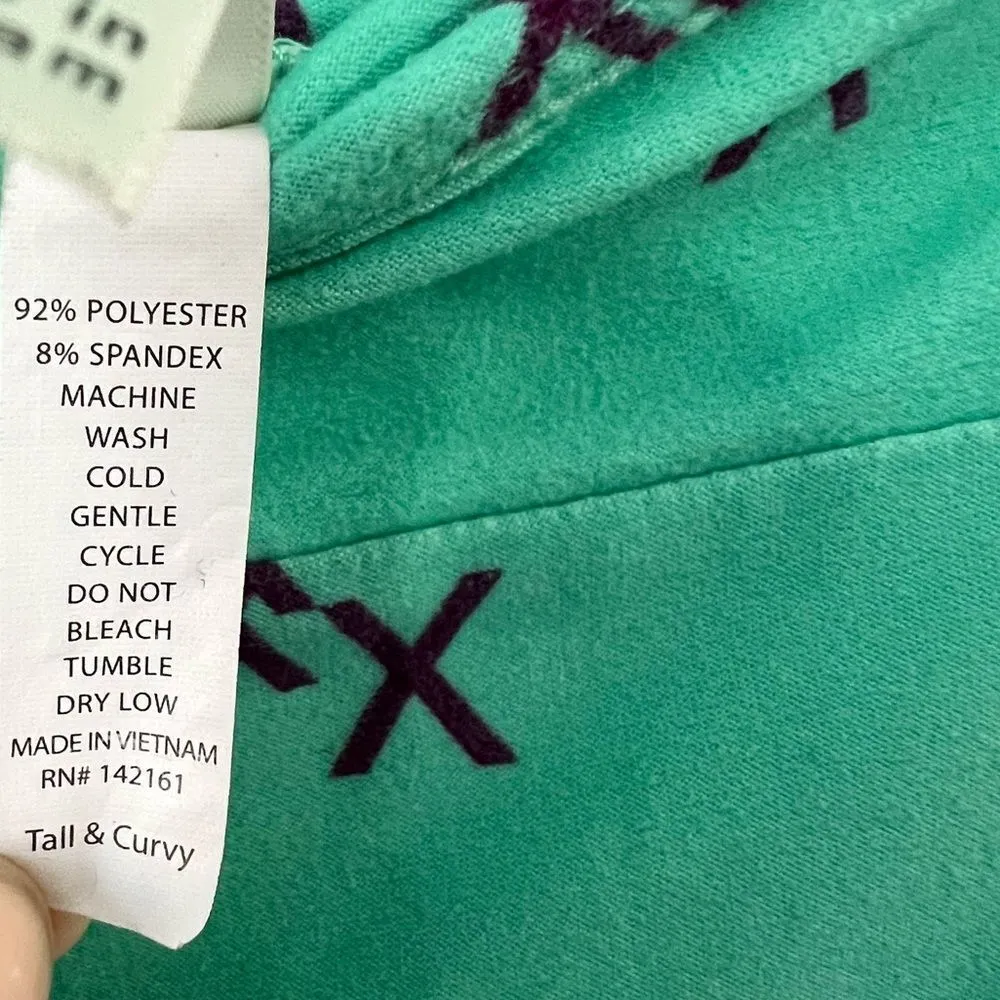 in
m
92% POLYESTER
8% SPANDEX
MACHINE
WASH
COLD
GENTLE
CYCLE
DO NOT
BLEACH
TUMBLE
DRY LOW
MADE IN VIETNAM
RN# 142161
Tall & Curvy
X